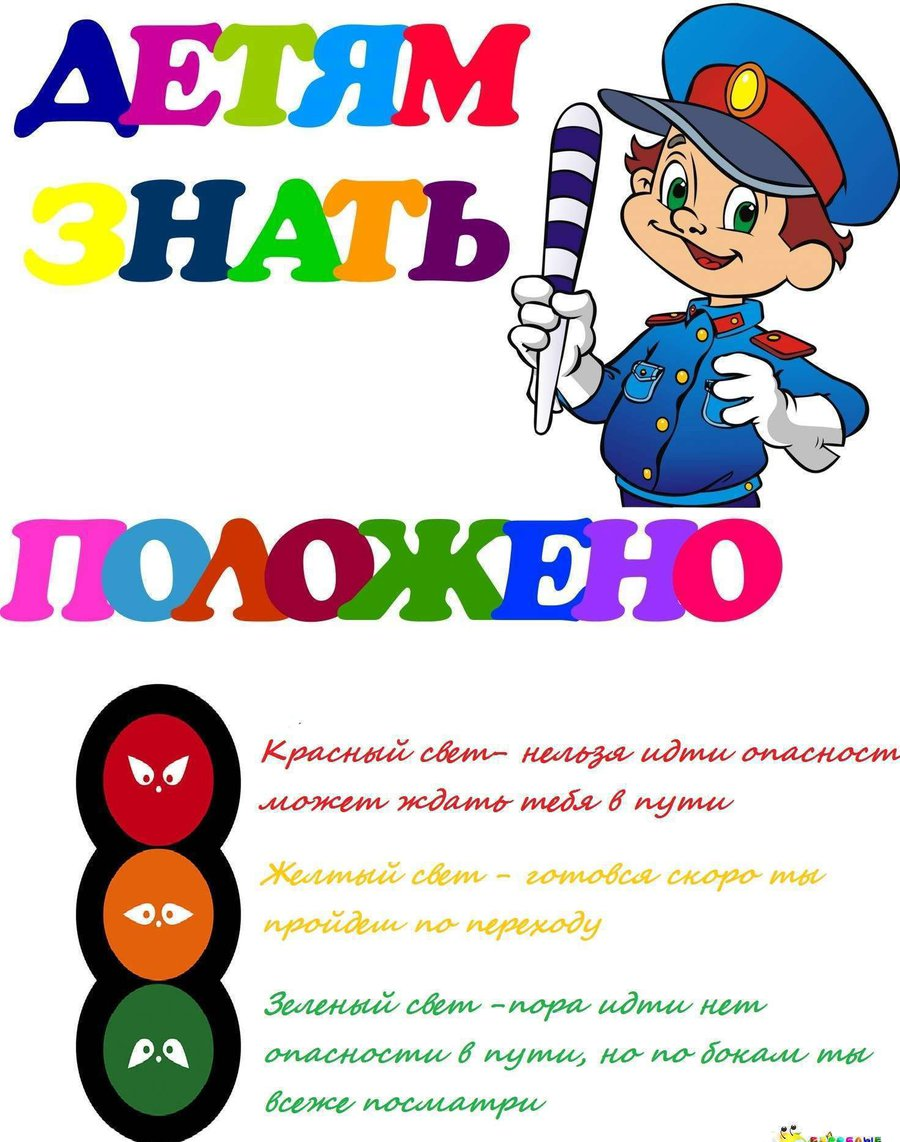 ДЕТЯМ
ЗНАТЬ
ПОЛОЖЕНО
Красный свет- нельзя идти опасност
может ждать тебя в пути
Желтый свет - готовся скоро ты
пройдеш по переходу
Зеленый свет -пора идти нет
опасности в пути, но по бокам ты
всеже посматри